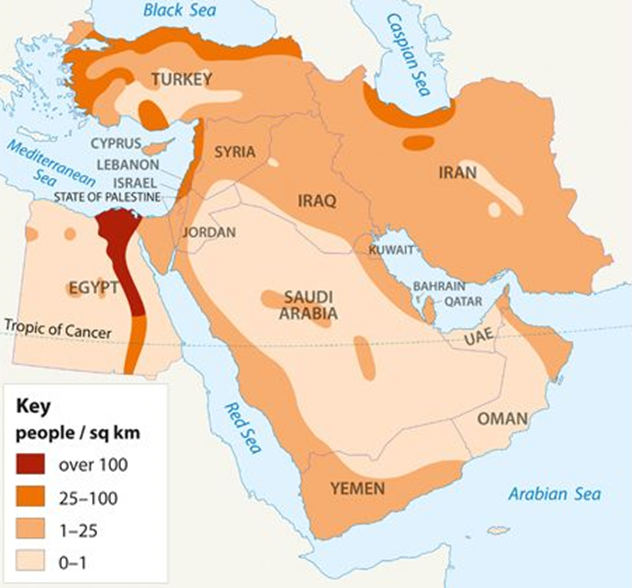 Black Sea
Caspian Sea
TURKEY
CYPRUS
Mediterranean
Sea
LEBANON
SYRIA
ISRAEL
STATE OF PALESTINE
IRAN
IRAQ
JORDAN
KUWAIT
EGYPT
BAHRAIN
QATAR
SAUDI
ARABIA
Tropic of Cancer
UAE
Red Sea
OMAN
YEMEN
Arabian Sea
Key
people / sq km
over 100
25–100
1–25
0–1